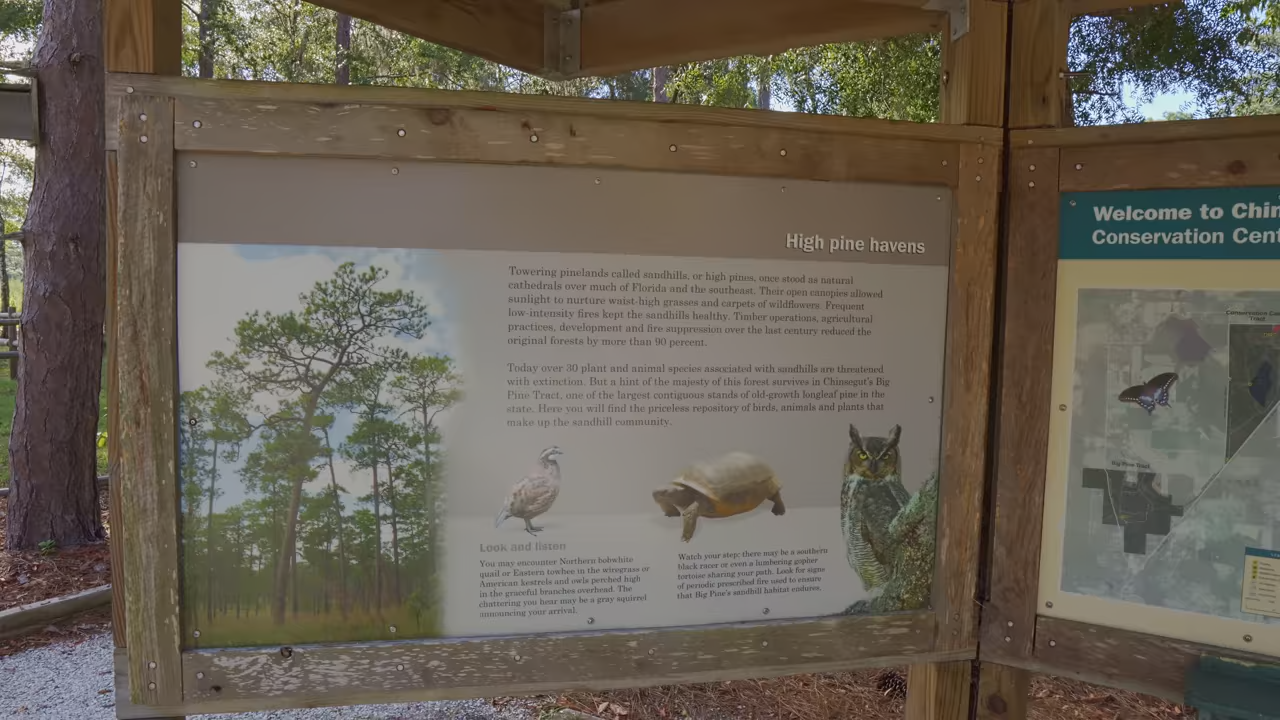 High pine havens
Towering pinelands called sandhills, or high pines, once stood as natural
cathedrals over much of Florida and the southeast. Their open canopies allowed
sunlight to nurture waist-high grasses and carpets of wildflowers. Frequent
low-intensity fires kept the sandhills healthy. Timber operations, agricultural
practices, development and fire suppression over the last century reduced the
original forests by more than 90 percent.
Today over 30 plant and animal species associated with sandhills are threatened
with extinction. But a hint of the majesty of this forest survives in Chinsegut's Big
Pine Tract, one of the largest contiguous stands of old-growth longleaf pine in the
state. Here you will find the priceless repository of birds, animals and plants that
make up the sandhill community.
Look and listen
You may encounter Northern bobwhite
quail or Eastern towhee in the wiregrass or
American kestrels and owls perched high
in the graceful branches overhead. The
chattering you hear may be a gray squirrel
announcing your arrival.
Watch your step; there may be a southern
black racer or even a lumbering gopher
tortoise sharing your path. Look for signs
of periodic prescribed fire used to ensure
that Big Pine's sandhill habitat endures.
Welcome to Chin
Conservation Cent
Conservation Cen
Tract
Big Pine Tract